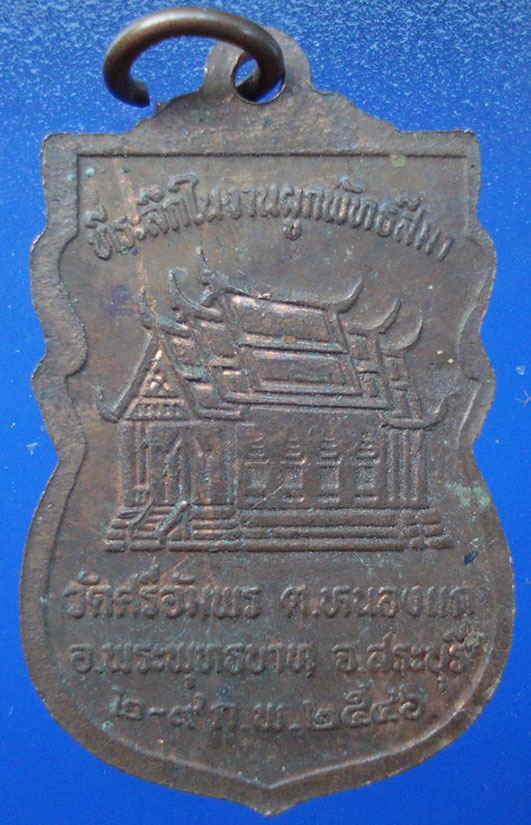 ที่ระลึกในงานผูกพัทธสีมา
วัดศรีอัมพร ต.หนองแก
อ.พระพุทธบาท จ.สระบุรี
๒-๙ ก.พ.๒๕๔๖